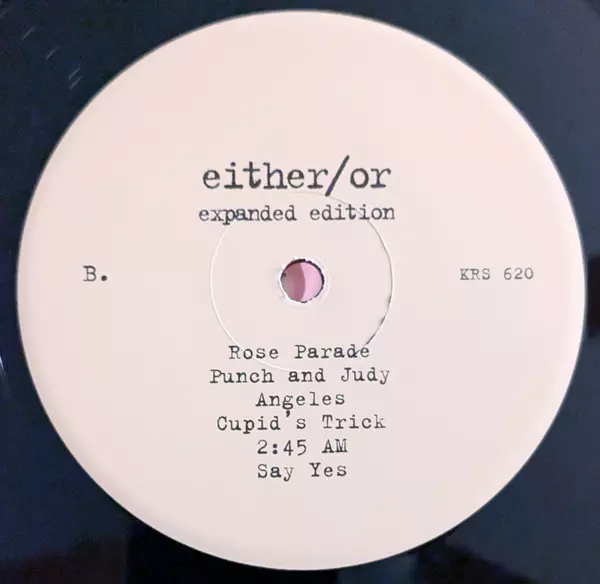 either/or
expanded edition
B.
KRS 620
Rose Parade
Punch and Judy
Angeles
Cupid's Trick
2:45 AM
Say Yes